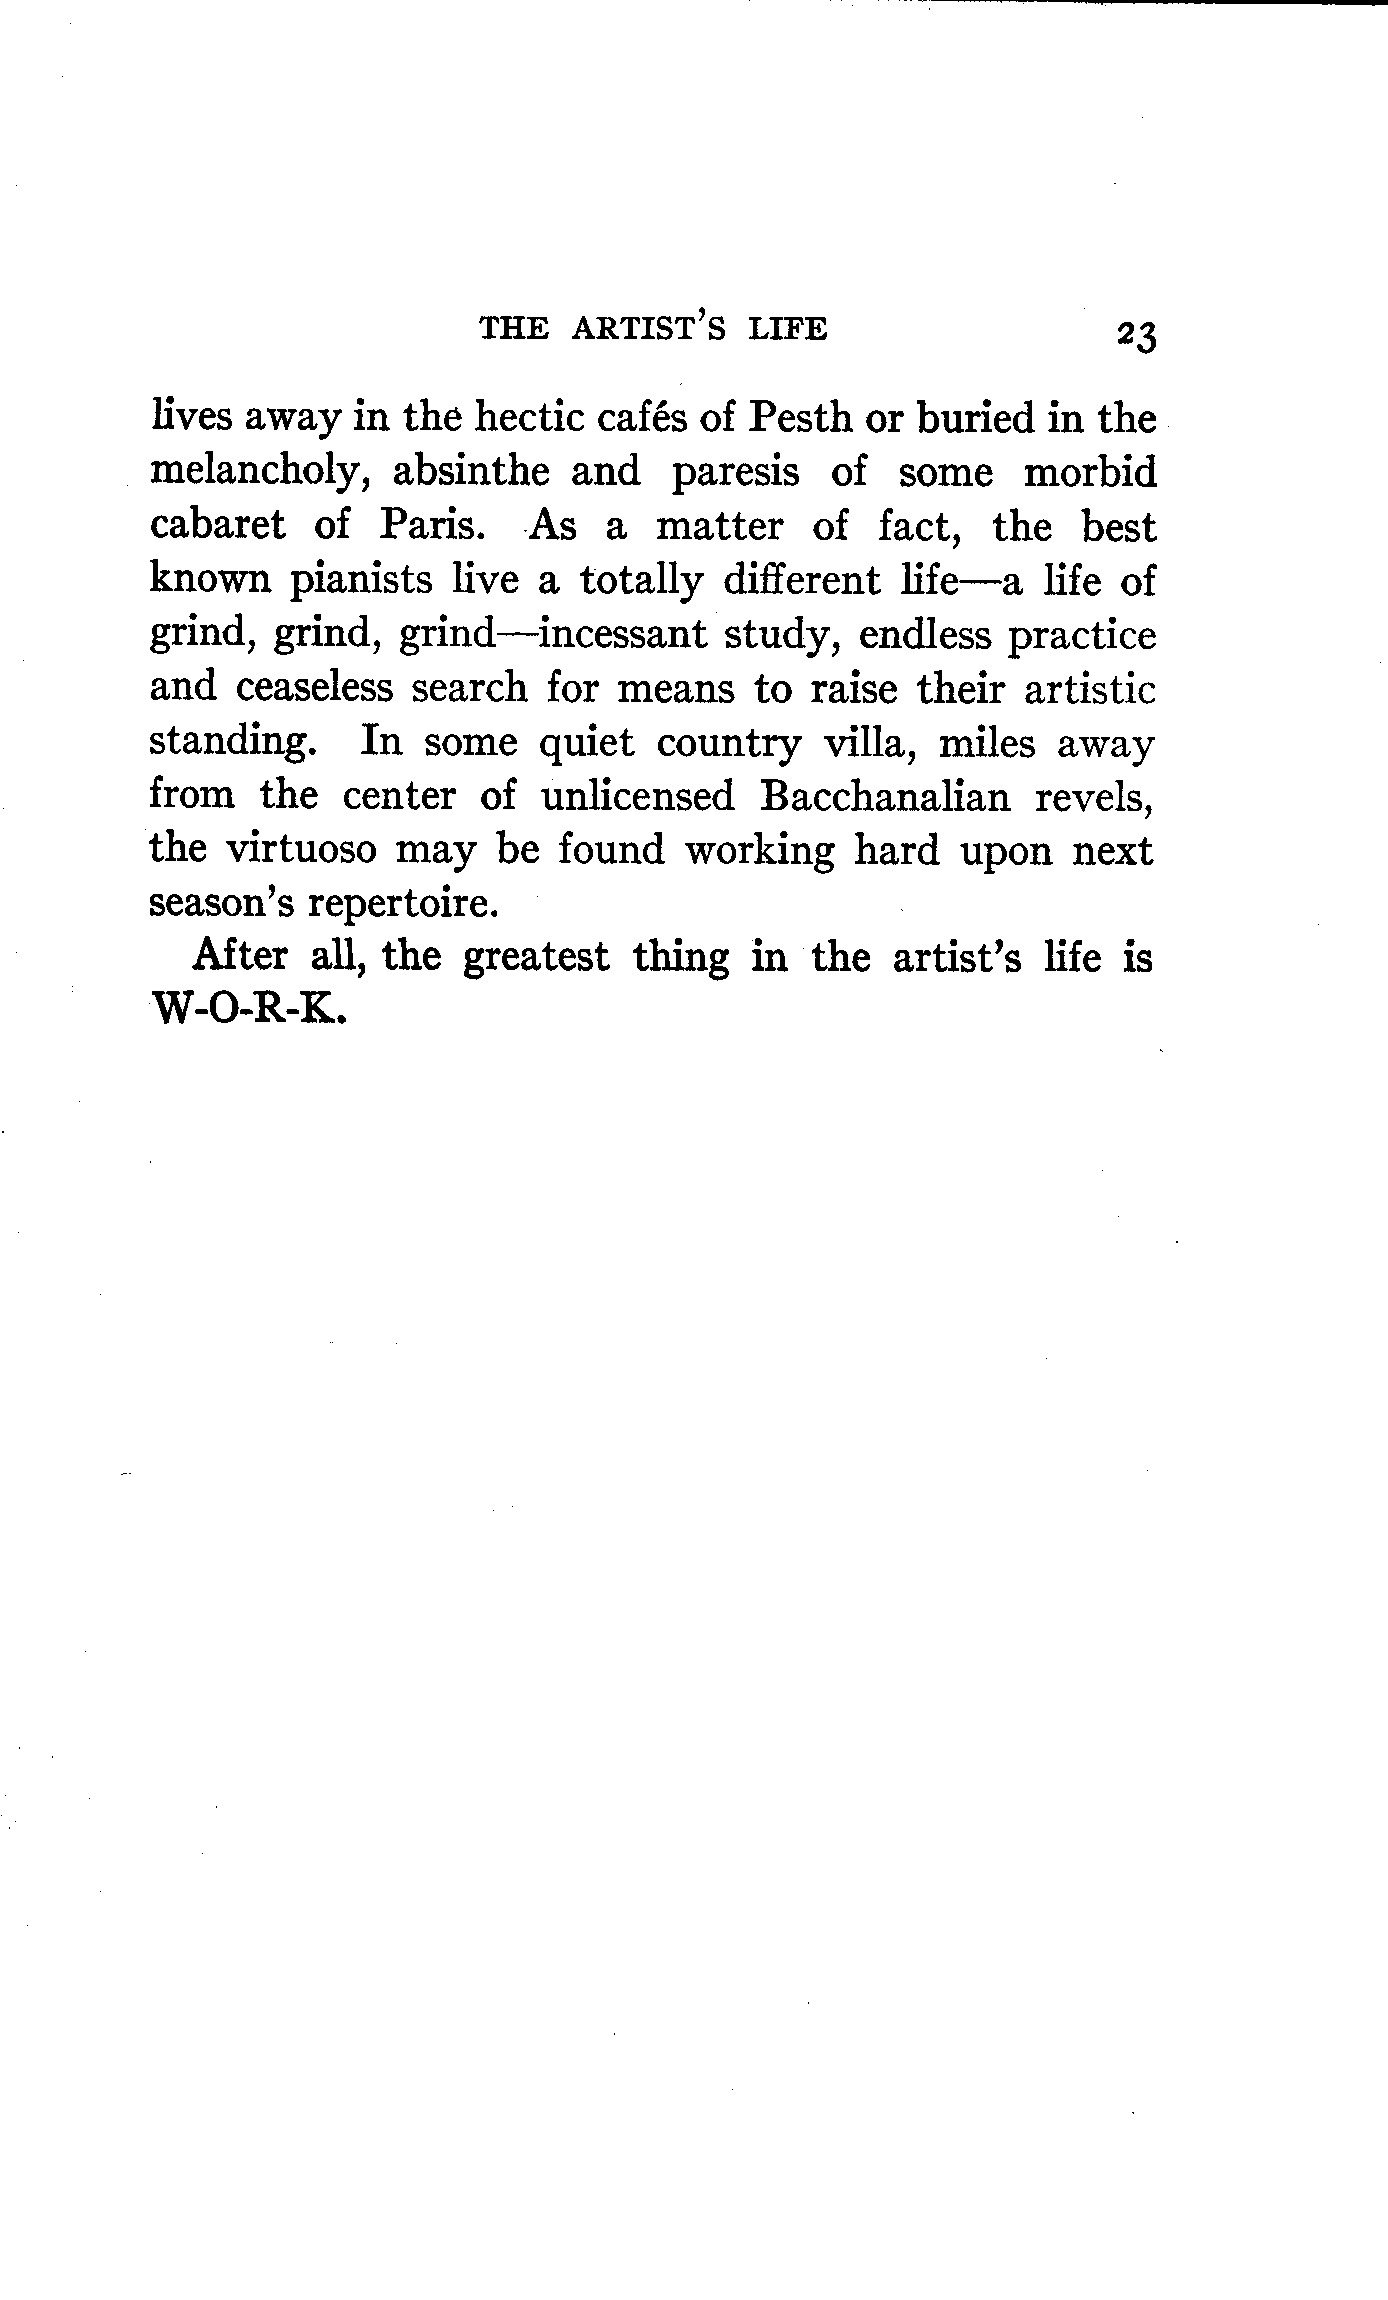 THE ARTIST'S LIFE 23
lives away in the hectic cafés of Pesth or buried in the
melancholy, absinthe and paresis of some morbid
cabaret of Paris. As a matter of fact, the best
known pianists live a totally different life—a life of
grind, grind, grind—incessant study, endless practice
and ceaseless search for means to raise their artistic
standing. In some quiet country villa, miles away
from the center of unlicensed Bacchanalian revels,
the virtuoso may be found working hard upon next
season's repertoire.
After all, the greatest thing in the artist's life is
W-O-R-K.